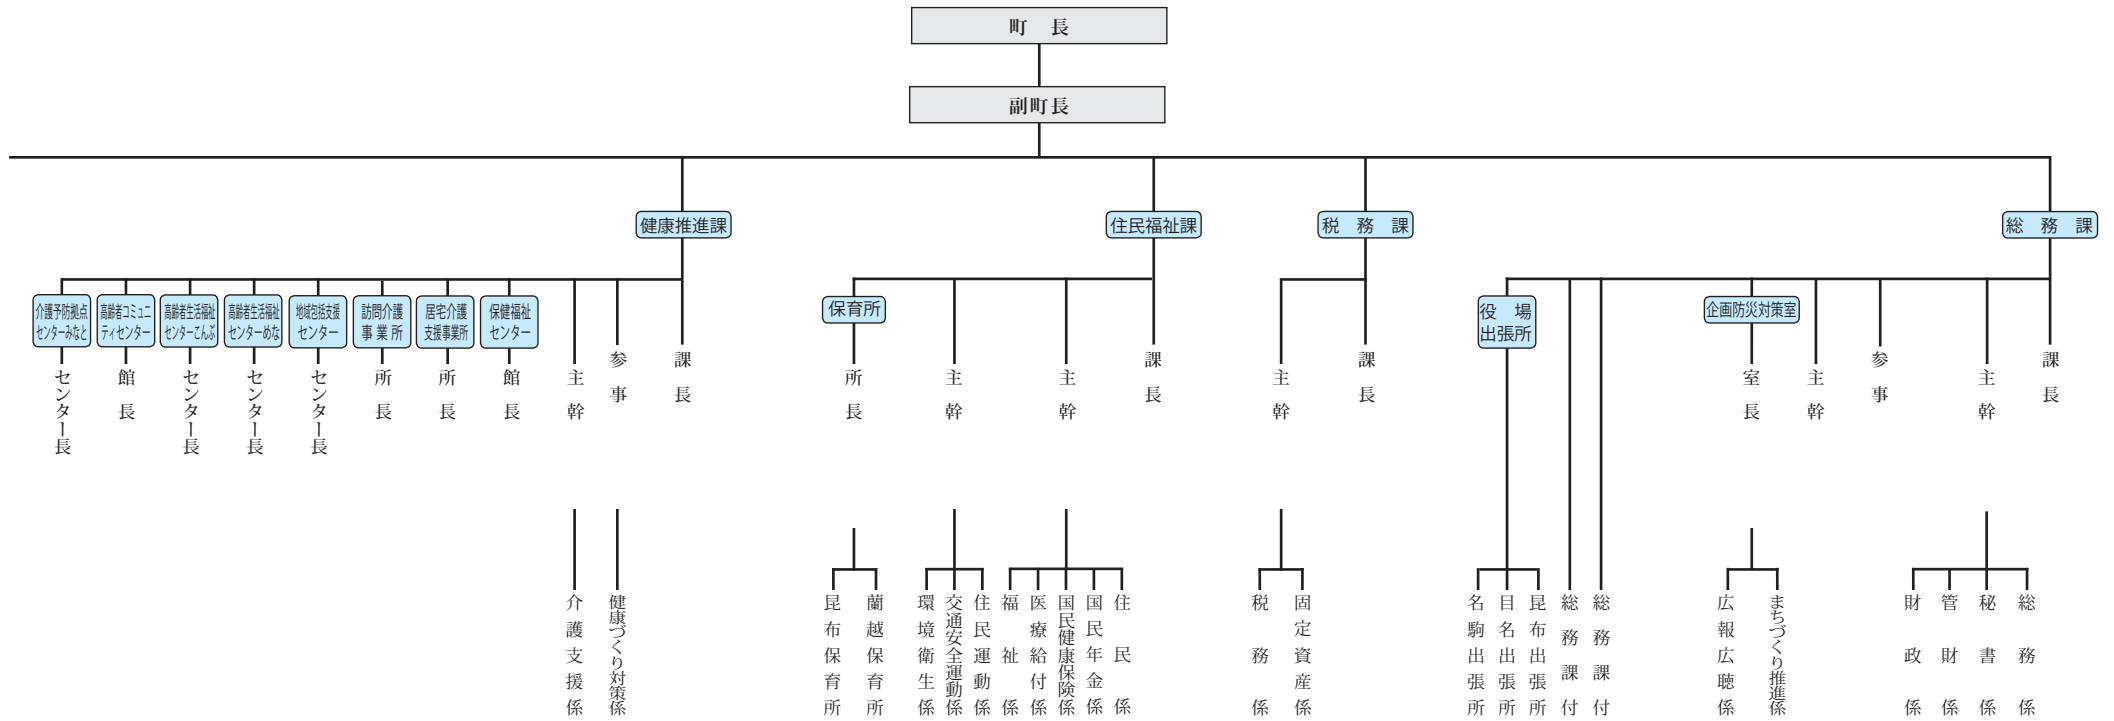 町　長
副町長
総　務　課
税　務　課
住民福祉課
健康推進課
課長
主幹
参事
主幹
企画防災対策室
室長
役　場
出張所
課長
主幹
課長
主幹
主幹
保育所
所長
課長
参事
主幹
保健福祉
センター
館長
居宅介護
支援事業所
所長
訪問介護
事業所
所長
地域包括支援
センター
センター長
高齢者生活福祉
センターめな
センター長
高齢者生活福祉
センターこんぶ
センター長
高齢者コミュニ
ティセンター
館長
介護予防拠点
センターみなと
センター長
総務係
秘書係
管財係
財政係
まちづくり推進係
広報広聴係
総務課付
総務課付
昆布出張所
目名出張所
名駒出張所
固定資産係
税務係
住民係
国民年金係
国民健康保険係
医療給付係
福祉係
住民運動係
交通安全運動係
環境衛生係
蘭越保育所
昆布保育所
健康づくり対策係
介護支援係